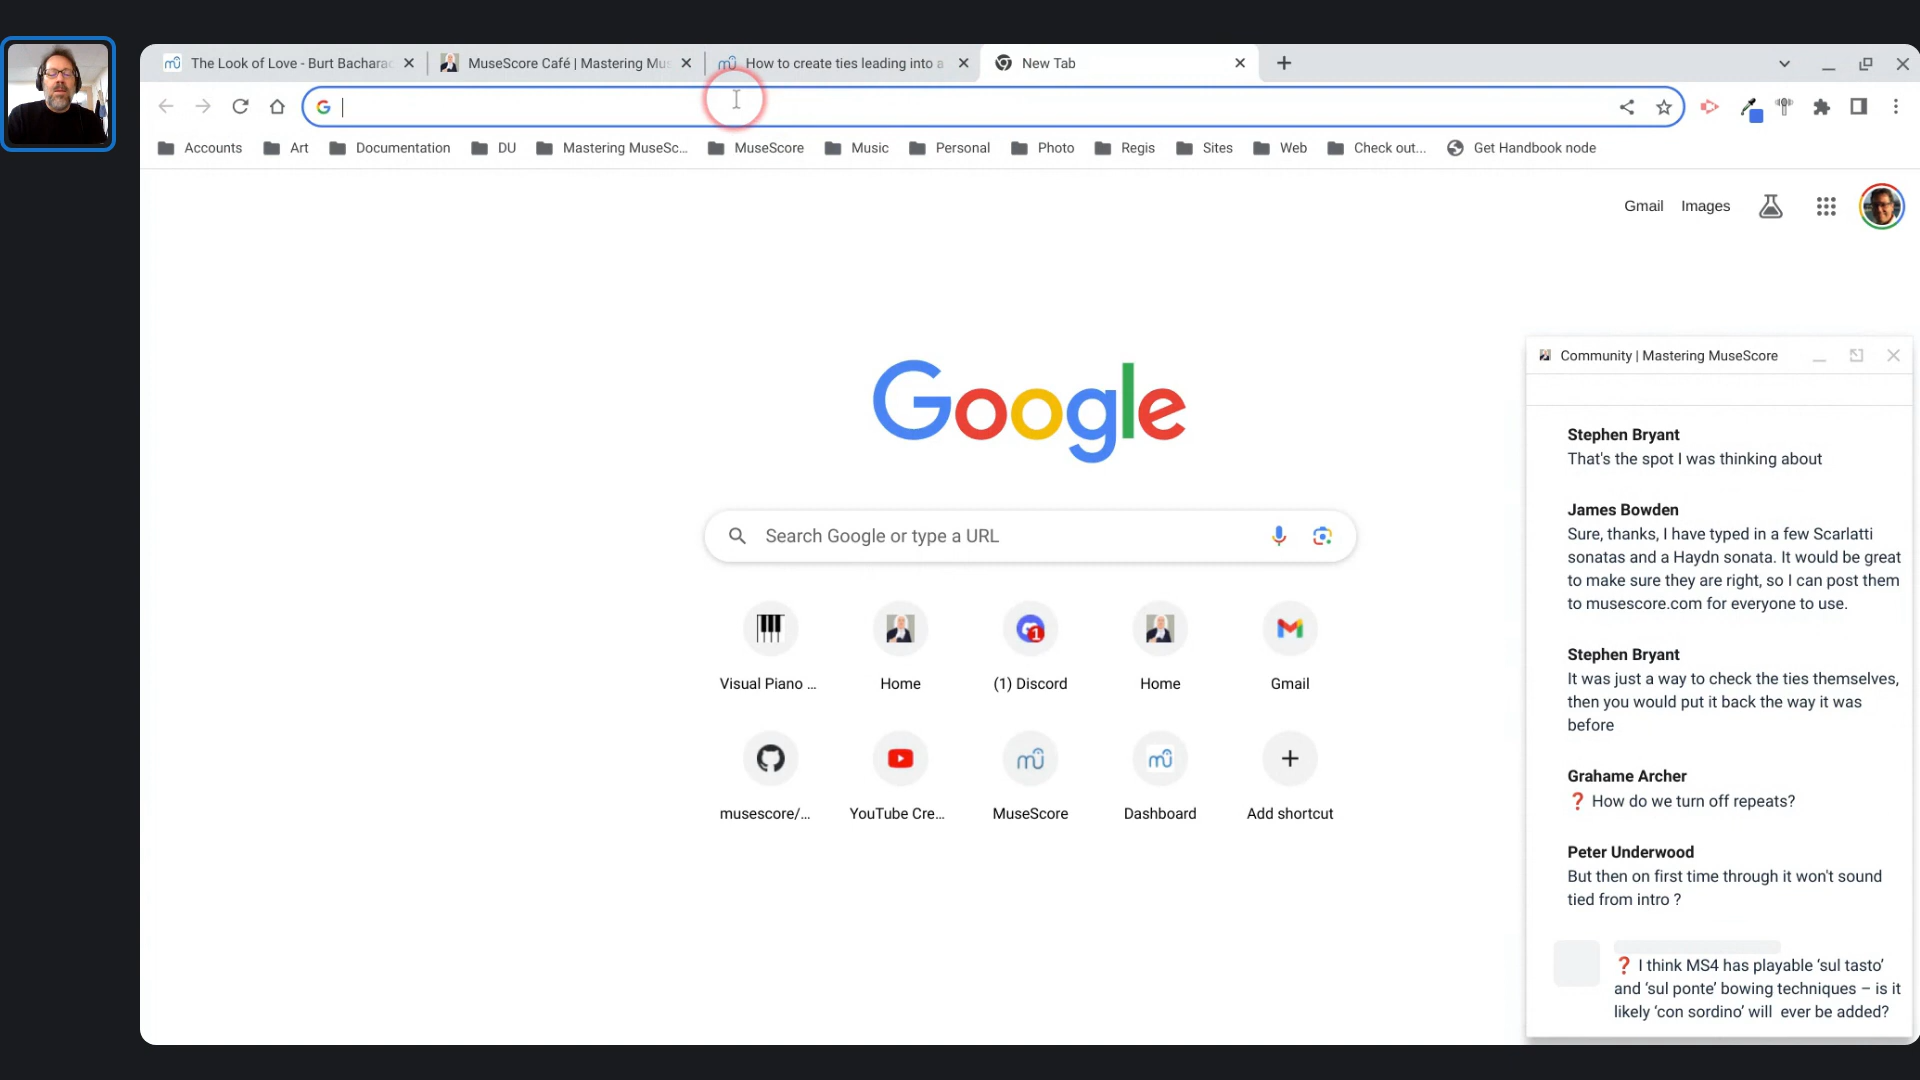 The Look of Love - Burt Bachara
MuseScore Café | Mastering Mu
How to create ties leading into a
New Tab
G
Accounts
Art
Documentation
DU
Mastering MuseSc...
MuseScore
Music
Personal
Photo
Regis
Sites
Web
Check out...
Get Handbook node
Gmail
Images
Google
Search Google or type a URL
1
Visual Piano ...
Home
(1) Discord
Home
Gmail
musescore/...
YouTube Cre...
MuseScore
Dashboard
Add shortcut
Community | Mastering MuseScore
Stephen Bryant
That's the spot I was thinking about
James Bowden
Sure, thanks, I have typed in a few Scarlatti
sonatas and a Haydn sonata. It would be great
to make sure they are right, so I can post them
to musescore.com for everyone to use.
Stephen Bryant
It was just a way to check the ties themselves,
then you would put it back the way it was
before
Grahame Archer
❓ How do we turn off repeats?
Peter Underwood
But then on first time through it won't sound
tied from intro ?
❓ I think MS4 has playable ‘sul tasto’
and ‘sul ponte’ bowing techniques – is it
likely ‘con sordino’ will ever be added?